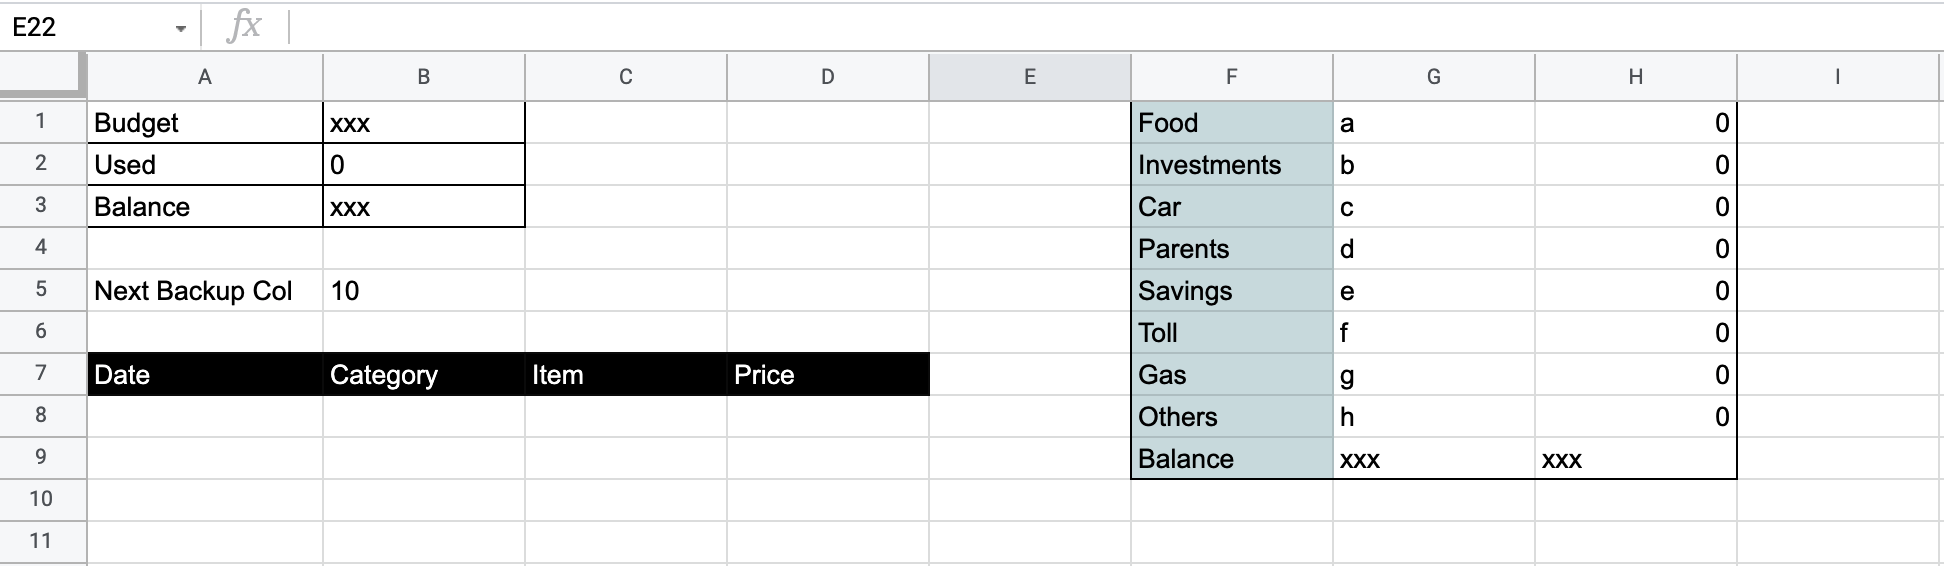 E22 fx
A B C D E F G H I
1 Budget xxx Food a 0
2 Used 0 Investments b 0
3 Balance xxx Car c 0
4 Parents d 0
5 Next Backup Col 10 Savings e 0
6 Toll f 0
7 Date Category Item Price Gas g 0
8 Others h 0
9 Balance xxx xxx
10
11